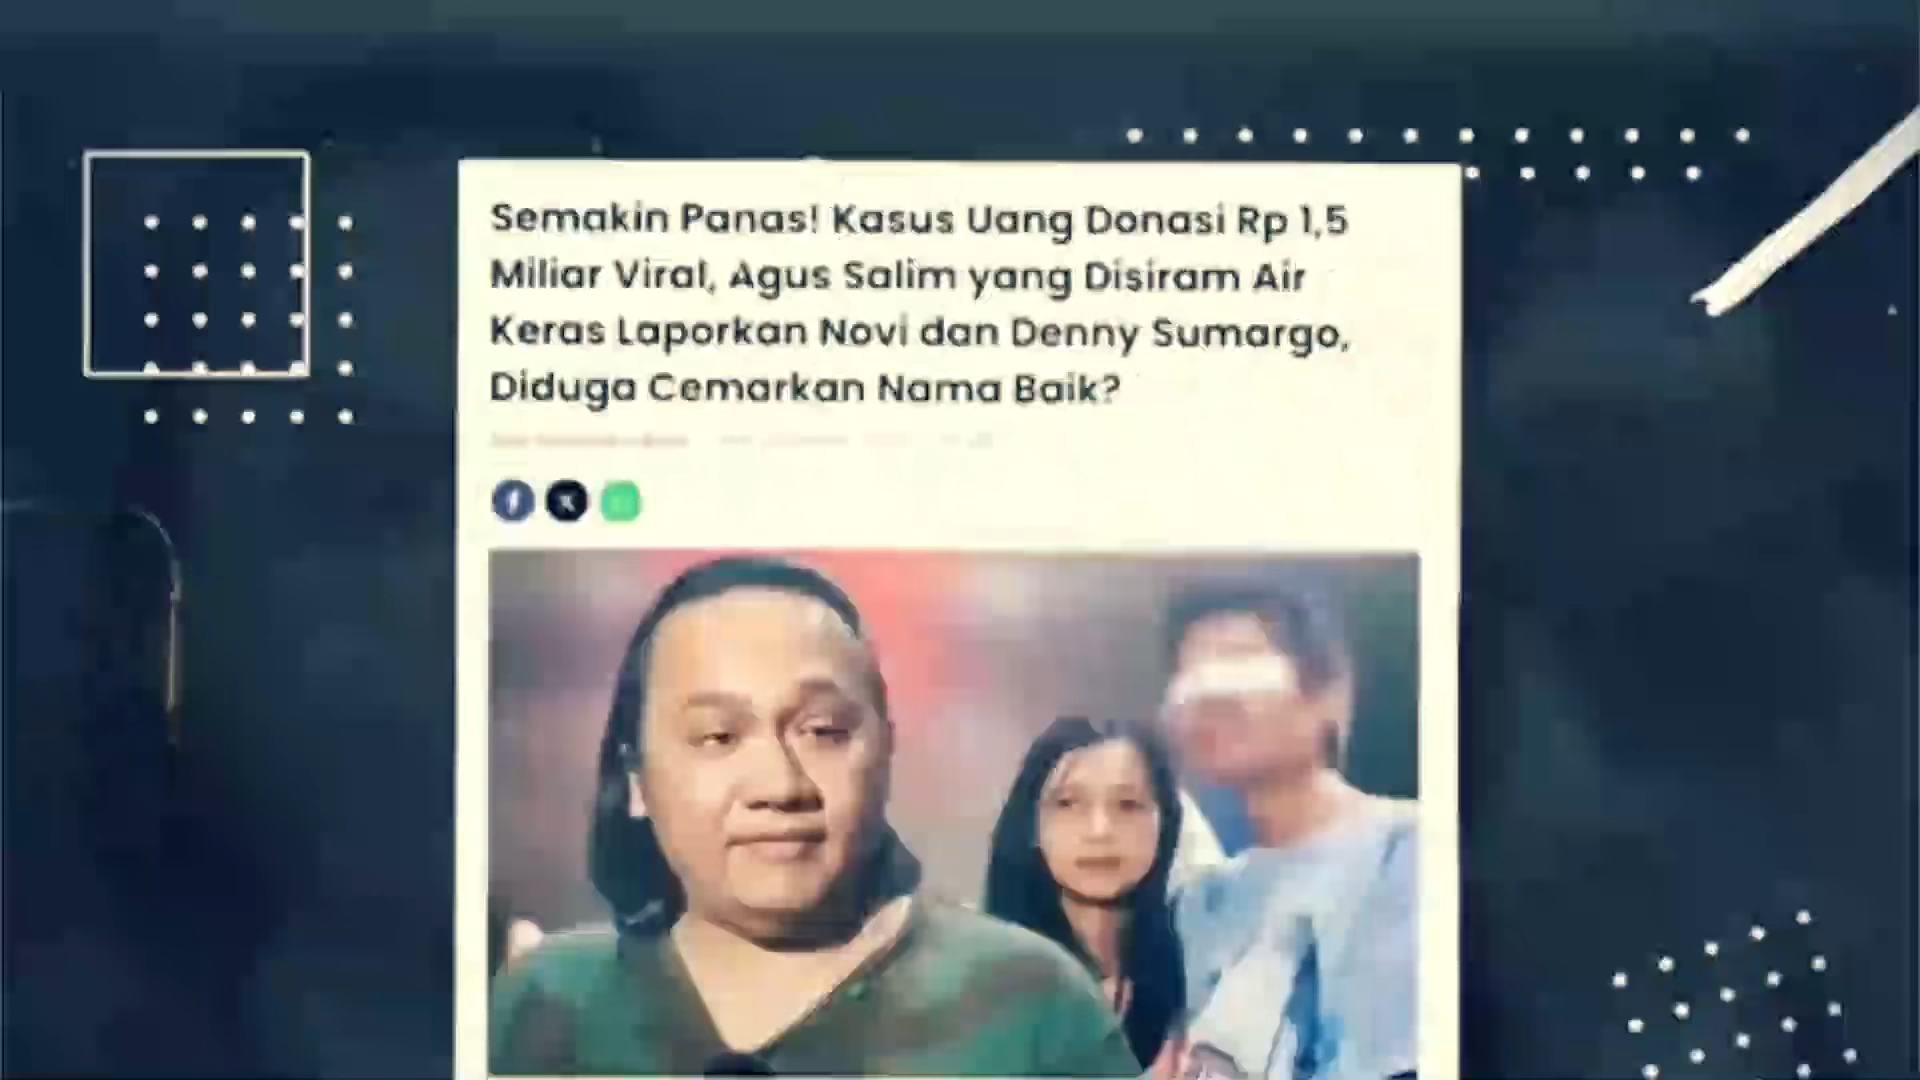 Semakin Panas! Kasus Uang Donasi Rp 1,5
Miliar Viral, Agus Salim yang Disiram Air
Keras Laporkan Novi dan Denny Sumargo,
Diduga Cemarkan Nama Baik?